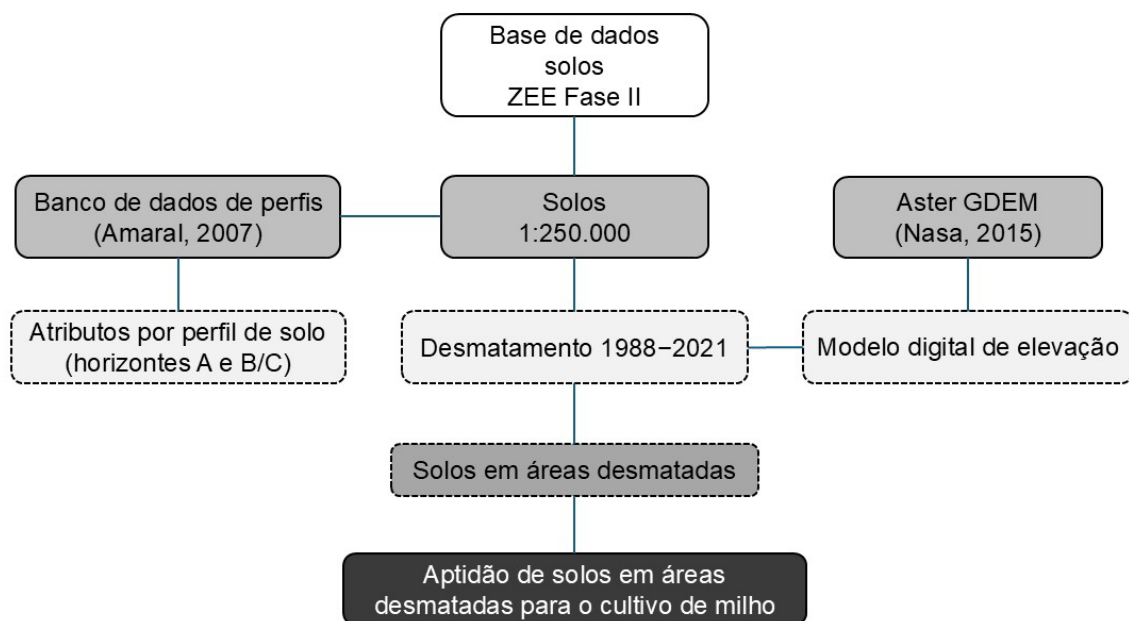 Base de dados
solos
ZEE Fase II
Banco de dados de perfis
(Amaral, 2007)
Solos
1:250.000
Aster GDEM
(Nasa, 2015)
Atributos por perfil de solo
(horizontes A e B/C)
Desmatamento 1988−2021
Modelo digital de elevação
Solos em áreas desmatadas
Aptidão de solos em áreas
desmatadas para o cultivo de milho